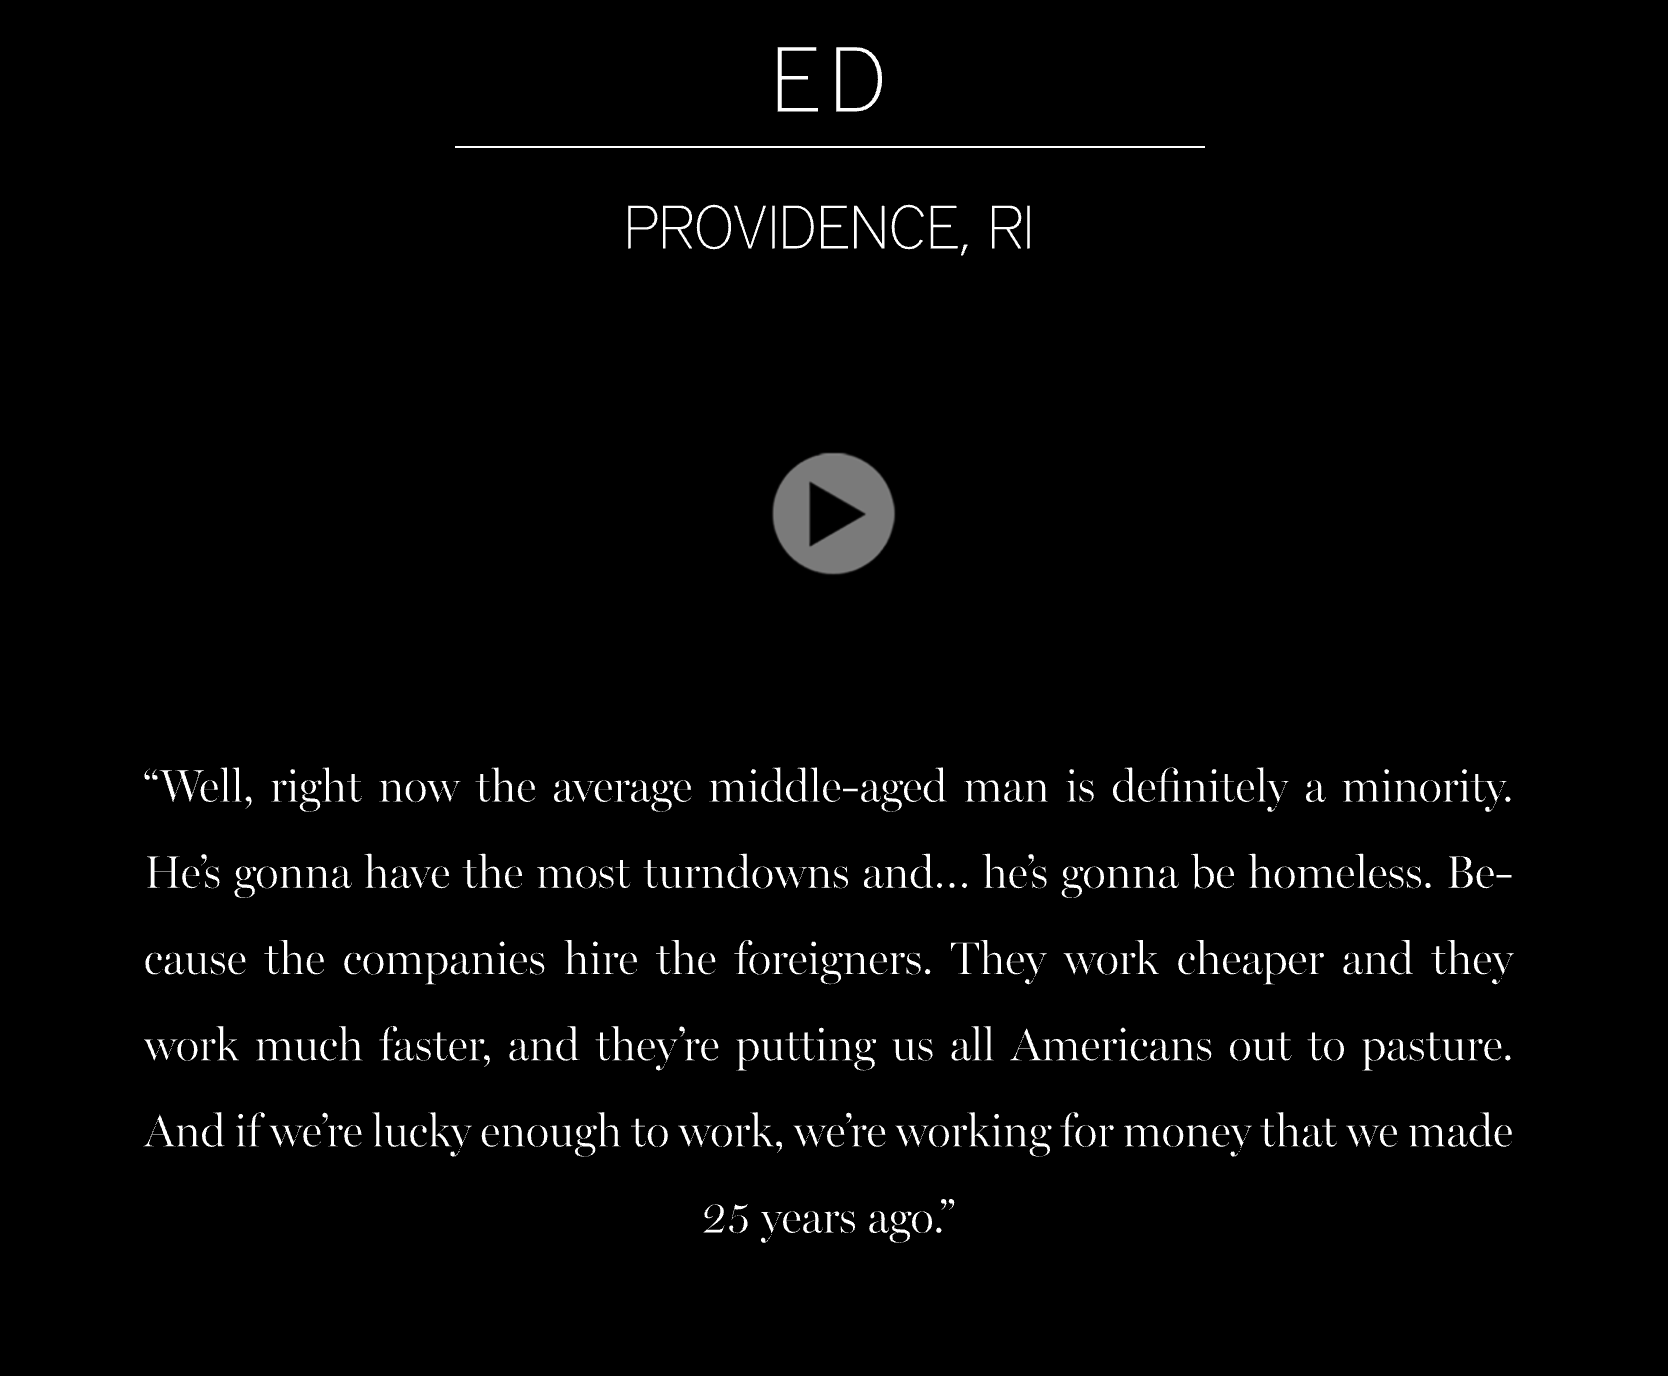 ED
PROVIDENCE, RI
“Well, right now the average middle-aged man is definitely a minority.
He’s gonna have the most turndowns and... he’s gonna be homeless. Be-
cause the companies hire the foreigners. They work cheaper and they
work much faster, and they’re putting us all Americans out to pasture.
And if we’re lucky enough to work, we’re working for money that we made
25 years ago.”